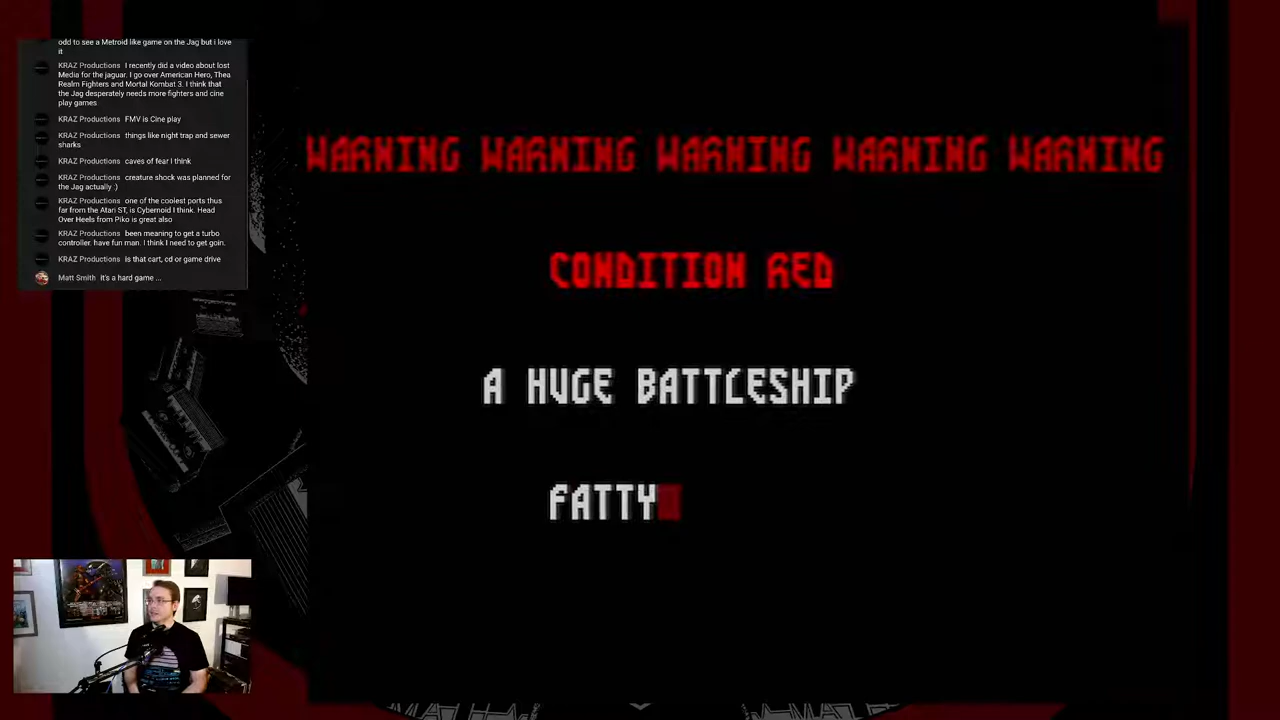 odd to see a Metroid like game on the Jag but i love
it
KRAZ Productions I recently did a video about lost
Media for the jaguar. I go over American Hero, Thea
Realm Fighters and Mortal Kombat 3. I think that
the Jag desperately needs more fighters and cine
play games
KRAZ Productions FMV is Cine play
KRAZ Productions things like night trap and sewer
sharks
KRAZ Productions caves of fear I think
KRAZ Productions creature shock was planned for
the Jag actually :)
KRAZ Productions one of the coolest ports thus
far from the Atari ST, is Cybernoid I think. Head
Over Heels from Piko is great also
KRAZ Productions been meaning to get a turbo
controller. have fun man. I think I need to get goin.
KRAZ Productions is that cart, cd or game drive
Matt Smith it's a hard game ...
WARNING WARNING WARNING WARNING WARNING
CONDITION RED
A HUGE BATTLESHIP
FATTY